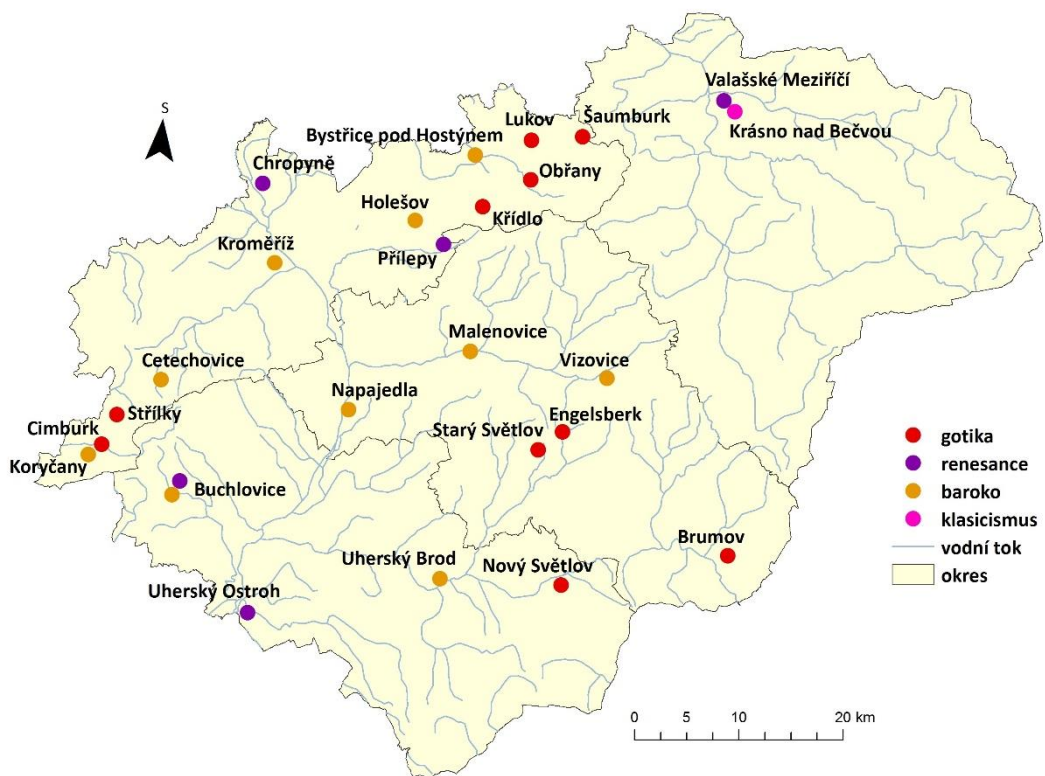 Valašské Meziříčí
S
Lukov
Šaumburk
Bystřice pod Hostýnem
Krásno nad Bečvou
Chropyně
Obřany
Holešov
Křídlo
Kroměříž
Přílepy
Malenovice
Cetechovice
Vizovice
Napajedla
Střílky
Engelsberk
Cimburk
Starý Světlov
Koryčany
Buchlovice
Brumov
Uherský Brod
Nový Světlov
Uherský Ostroh
gotika
renesance
baroko
klasicismus
vodní tok
okres
0 5 10 20 km